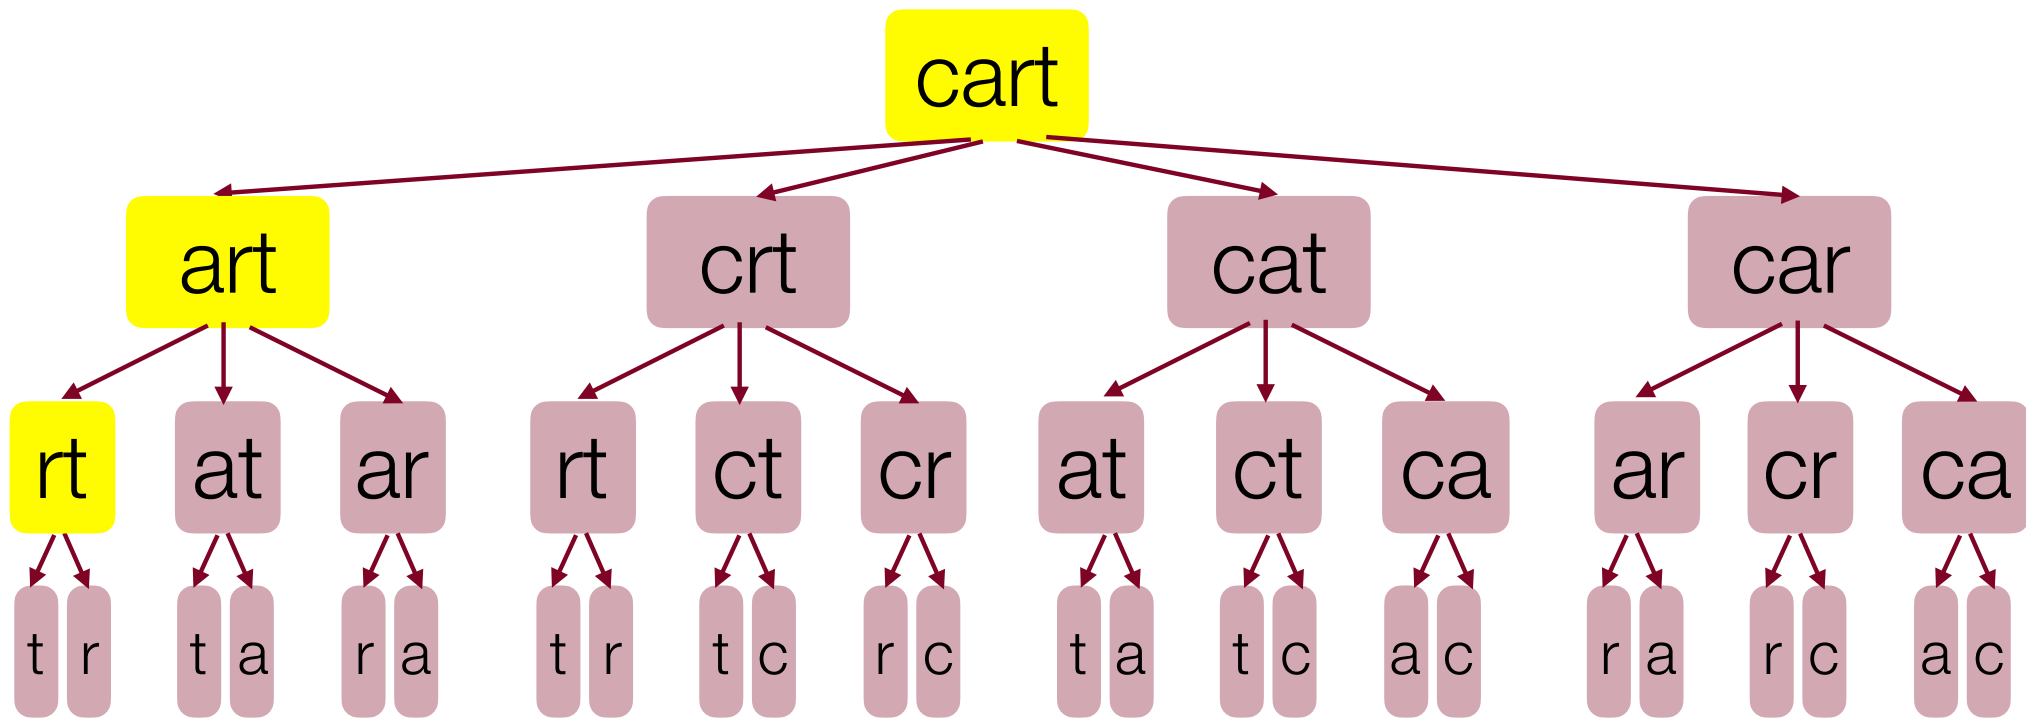 cart
art crt cat car
rt at ar rt ct cr at ct ca ar cr ca
t r t a r a t r t c r c t a t c a c r a r c a c